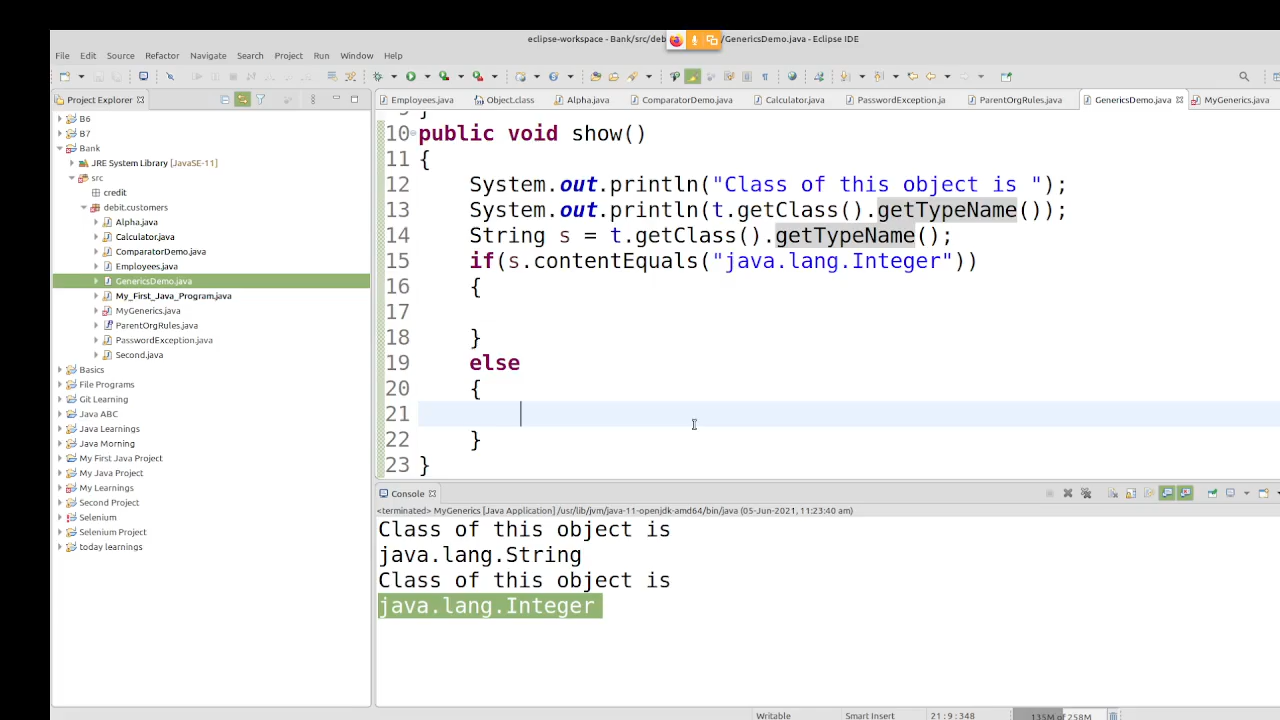 eclipse-workspace - Bank/src/deb /GenericsDemo.java - Eclipse IDE
File Edit Source Refactor Navigate Search Project Run Window Help
Project Explorer
B6
B7
Bank
JRE System Library [JavaSE-11]
src
credit
debit.customers
Alpha.java
Calculator.java
ComparatorDemo.java
Employees.java
GenericsDemo.java
My_First_Java_Program.java
MyGenerics.java
ParentOrgRules.java
PasswordException.java
Second.java
Basics
File Programs
Git Learning
Java ABC
Java Learnings
Java Morning
My First Java Project
My Java Project
My Learnings
Second Project
Selenium
Selenium Project
today learnings
Employees.java Object.class Alpha.java ComparatorDemo.java Calculator.java PasswordException.ja ParentOrgRules.java GenericsDemo.java MyGenerics.java
9 }
10 public void show()
11 {
12 System.out.println("Class of this object is ");
13 System.out.println(t.getClass().getTypeName());
14 String s = t.getClass().getTypeName();
15 if(s.contentEquals("java.lang.Integer"))
16 {
17
18 }
19 else
20 {
21
22 }
23 }
Console
<terminated> MyGenerics [Java Application] /usr/lib/jvm/java-11-openjdk-amd64/bin/java (05-Jun-2021, 11:23:40 am)
Class of this object is
java.lang.String
Class of this object is
java.lang.Integer
Writable Smart Insert 21 : 9 : 348 135M of 258M